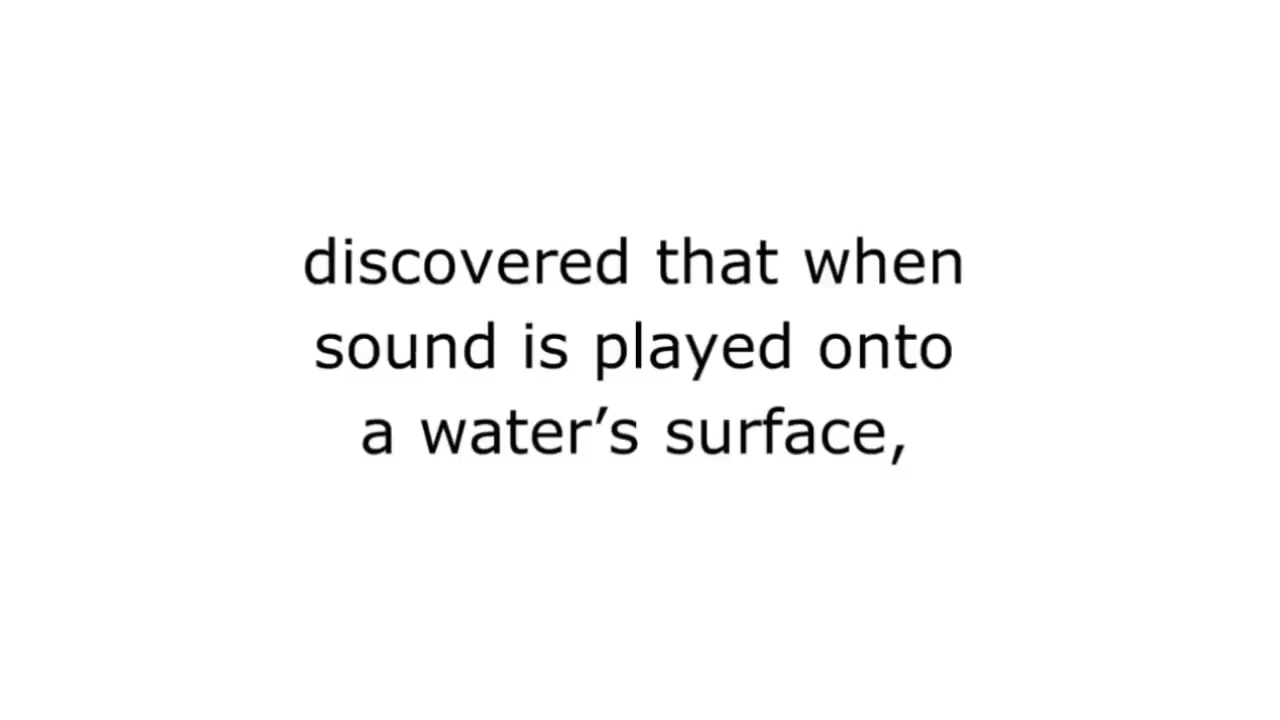 discovered that when
sound is played onto
a water’s surface,